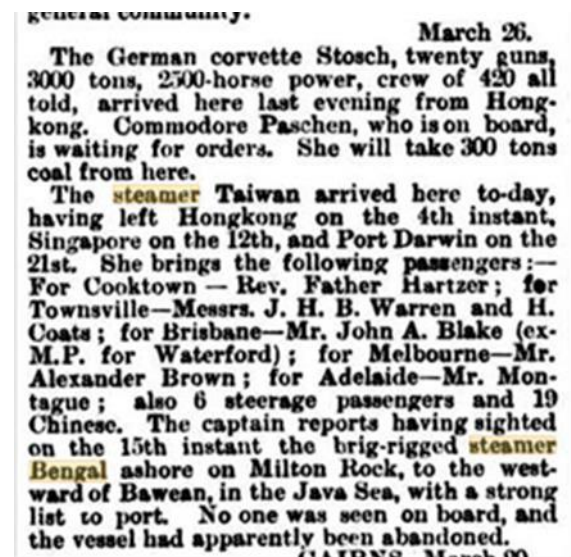 general community.
March 26.
The German corvette Stosch, twenty guns,
3000 tons, 2500-horse power, crew of 420 all
told, arrived here last evening from Hong-
kong. Commodore Paschen, who is on board,
is waiting for orders. She will take 300 tons
coal from here.
The steamer Taiwan arrived here to-day,
having left Hongkong on the 4th instant,
Singapore on the 12th, and Port Darwin on the
21st. She brings the following passengers:—
For Cooktown — Rev. Father Hartzer; for
Townsville—Messrs. J. H. B. Warren and H.
Coats; for Brisbane—Mr. John A. Blake (ex-
M.P. for Waterford); for Melbourne—Mr.
Alexander Brown; for Adelaide—Mr. Mon-
tague; also 6 steerage passengers and 19
Chinese. The captain reports having sighted
on the 15th instant the brig-rigged steamer
Bengal ashore on Milton Rock, to the west-
ward of Bawean, in the Java Sea, with a strong
list to port. No one was seen on board, and
the vessel had apparently been abandoned.
CAIRNS, March